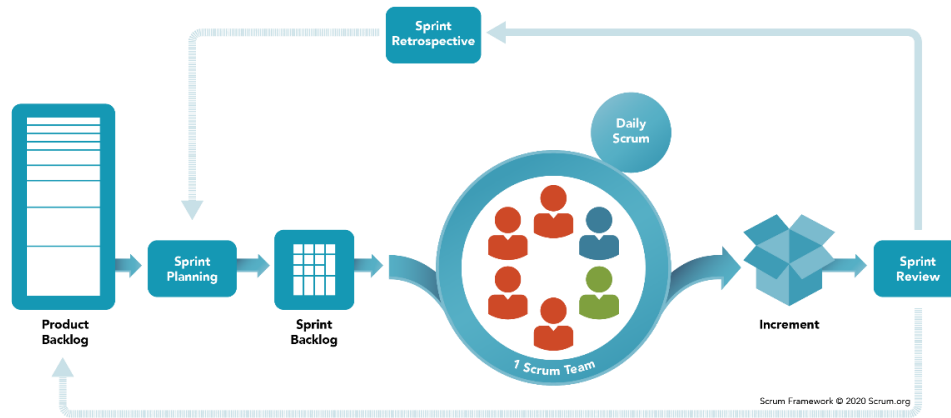 Sprint
Retrospective
Daily
Scrum
Sprint
Planning
Sprint
Review
Product
Backlog
Sprint
Backlog
Increment
1 Scrum Team
Scrum Framework © 2020 Scrum.org